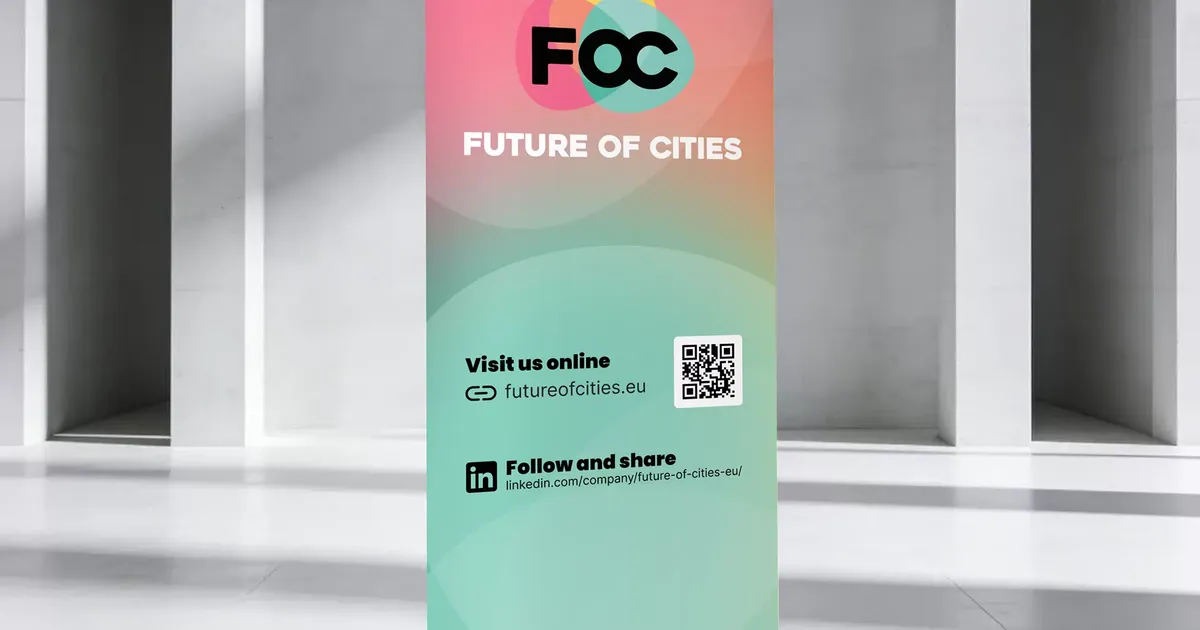 FOC
FUTURE OF CITIES
Visit us online
futureofcities.eu
in
Follow and share
linkedin.com/company/future-of-cities-eu/